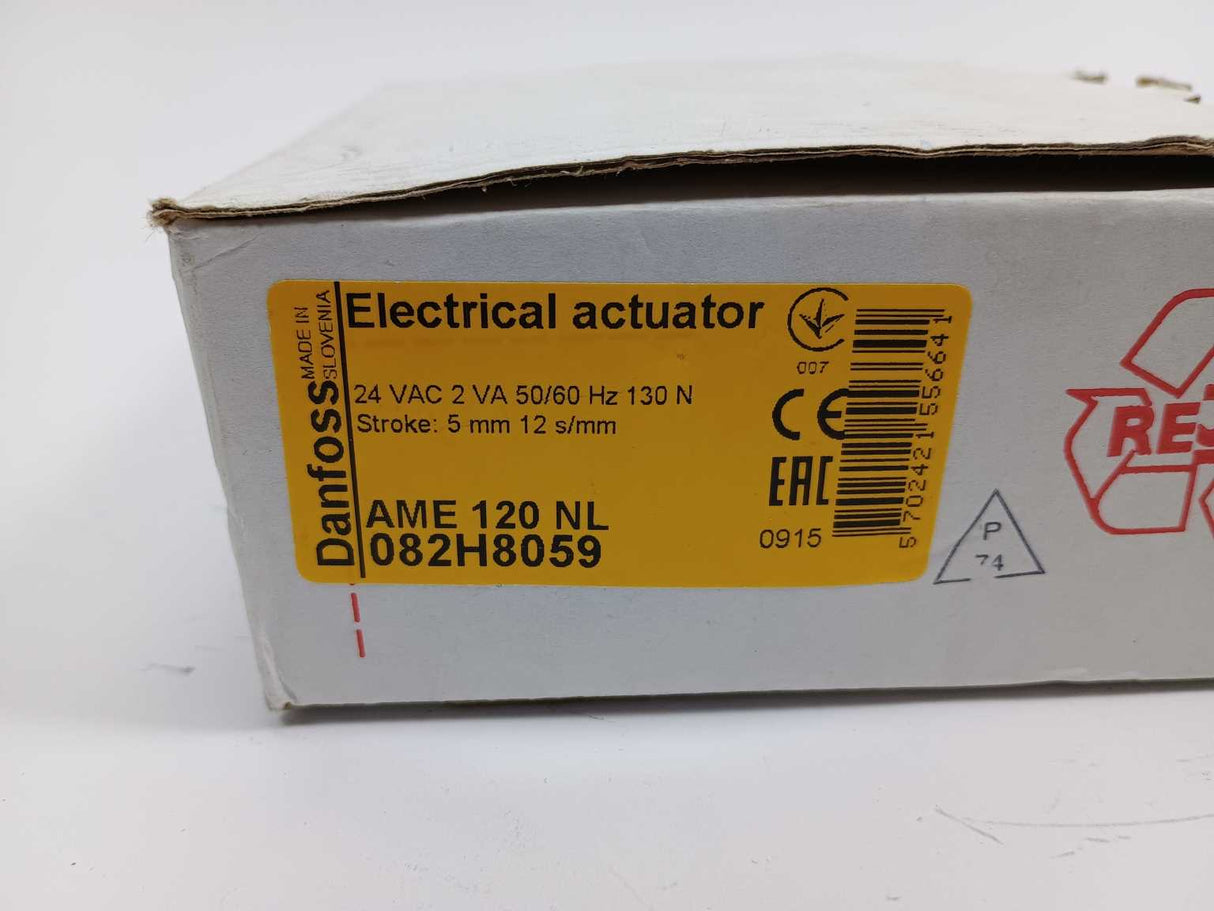 Danfoss
MADE IN
SLOVENIA
Electrical actuator
24 VAC 2 VA 50/60 Hz 130 N
Stroke: 5 mm 12 s/mm
AME 120 NL
082H8059
007
CE
EAC
0915
5702421556641
P
74